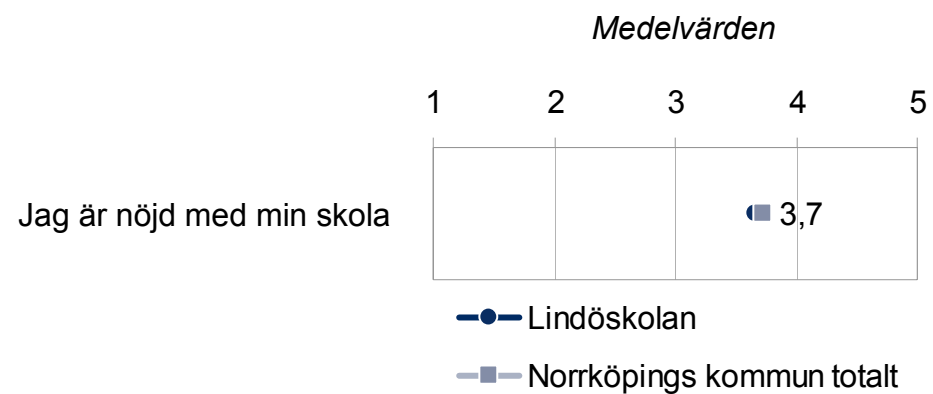 Medelvärden
1 2 3 4 5
Jag är nöjd med min skola 3,7
Lindöskolan
Norrköpings kommun totalt